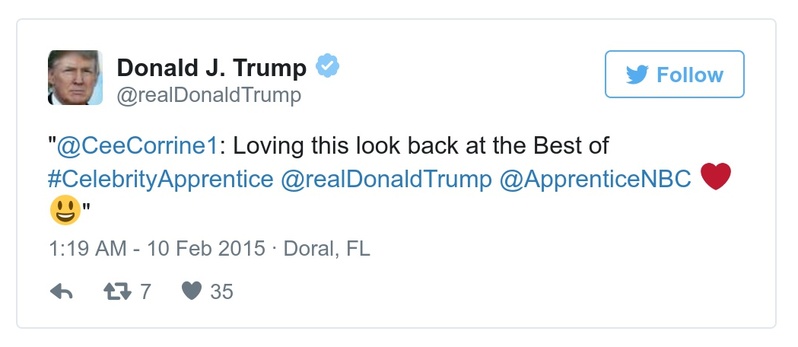 Donald J. Trump
@realDonaldTrump
Follow
"@CeeCorrine1: Loving this look back at the Best of
#CelebrityApprentice @realDonaldTrump @ApprenticeNBC ❤️
😃"
1:19 AM - 10 Feb 2015 · Doral, FL
7 35